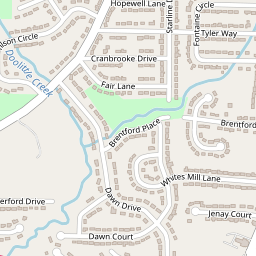 Hopewell Lane
Starline
Fontaine Circle
Tyler Way
son Circle
Doolittle Creek
Cranbrooke Drive
Fair Lane
Brentford Place
Brentford
Whites Mill Lane
erford Drive
Dawn Drive
Jenay Court
Dawn Court